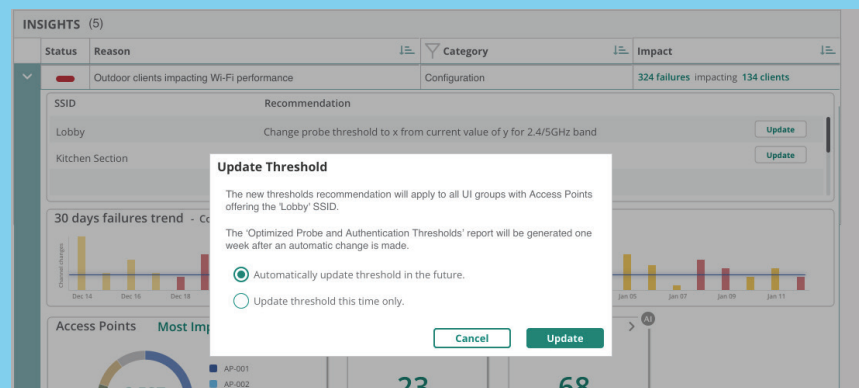 INSIGHTS (5)
Status Reason Category Impact
Outdoor clients impacting Wi-Fi performance Configuration 324 failures impacting 134 clients
SSID Recommendation
Lobby Change probe threshold to x from current value of y for 2.4/5GHz band Update
Kitchen Section Update
Update Threshold
The new thresholds recommendation will apply to all UI groups with Access Points
offering the 'Lobby' SSID.
The 'Optimized Probe and Authentication Thresholds' report will be generated one
week after an automatic change is made.
Automatically update threshold in the future.
Update threshold this time only.
Cancel Update
30 days failures trend - Co
Channel changes
Dec 14 Dec 16 Dec 18 Jan 05 Jan 07 Jan 09 Jan 11
Access Points Most Imp
AI
AP-001
AP-002
23 68